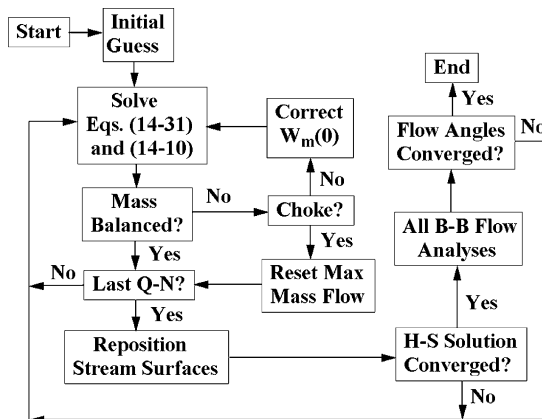 Start
Initial
Guess
Solve
Eqs. (14-31)
and (14-10)
Correct
Wm(0)
No
Mass
Balanced?
No
Choke?
Yes
Yes
No
Last Q-N?
Reset Max
Mass Flow
Yes
Reposition
Stream Surfaces
H-S Solution
Converged?
No
Yes
All B-B Flow
Analyses
Flow Angles
Converged?
No
Yes
End